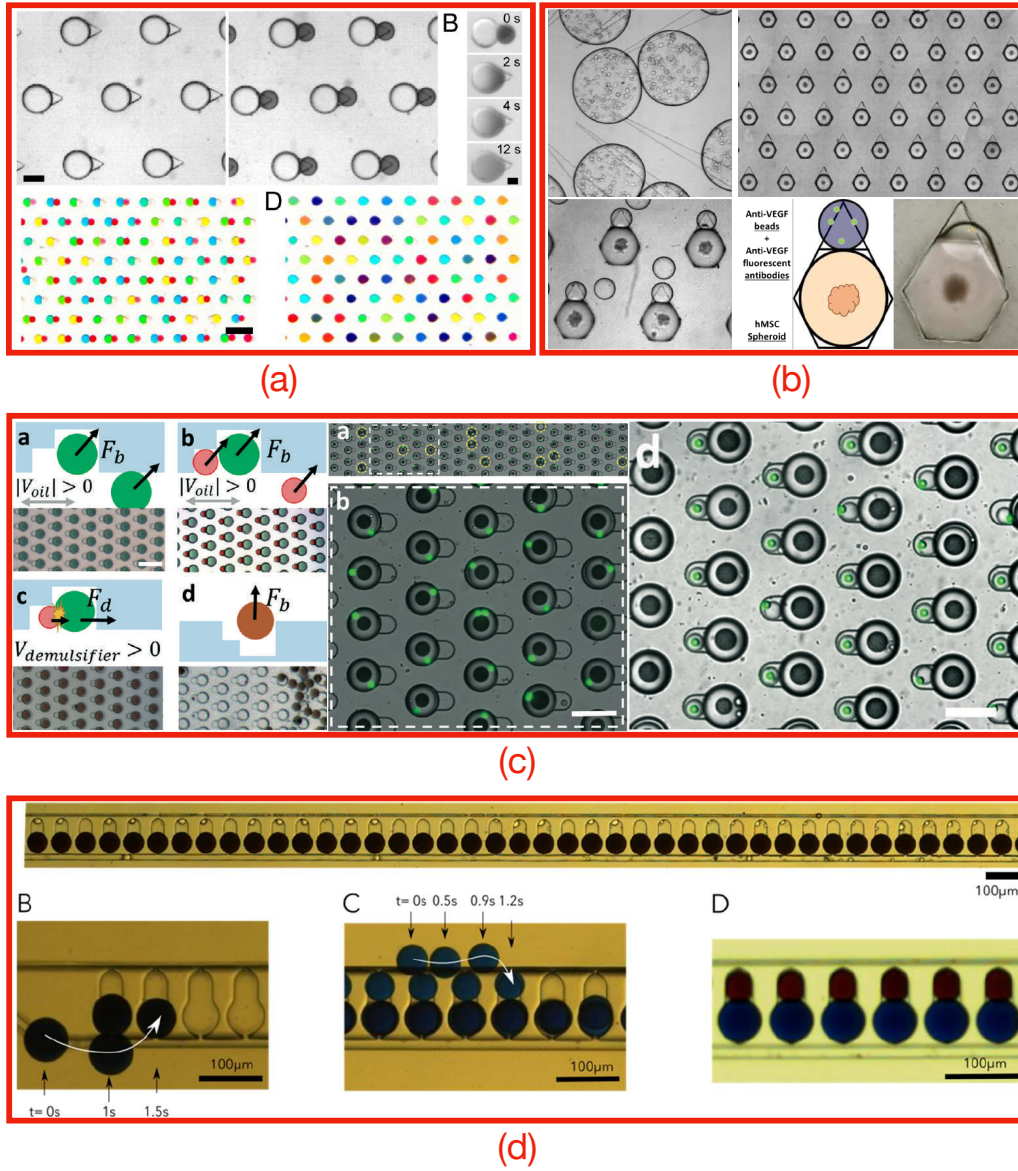 B
0 s
2 s
4 s
12 s
D
(a)
Anti-VEGF
beads
+
Anti-VEGF
fluorescent
antibodies
hMSC
Spheroid
(b)
a
F_b
|V_oil| > 0
b
F_b
|V_oil| > 0
c
F_d
V_demulsifier > 0
d
F_b
a
b
d
(c)
100µm
B
t= 0s 1s 1.5s
100µm
C
t= 0s 0.5s 0.9s 1.2s
100µm
D
100µm
(d)